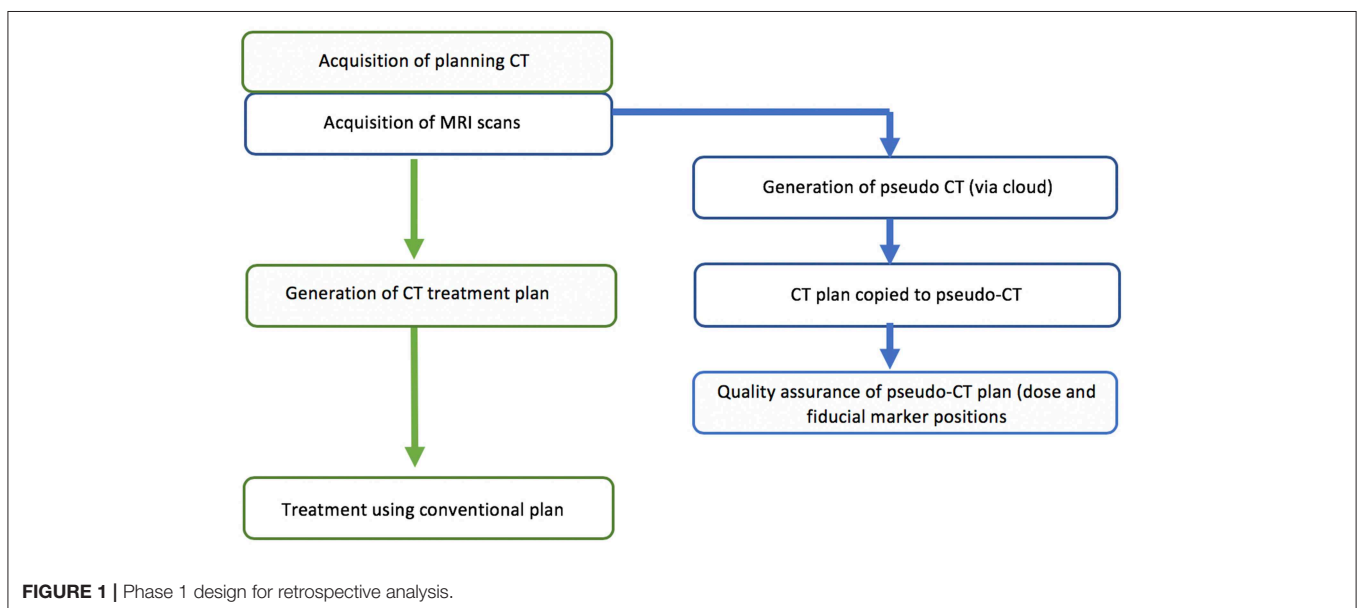 Acquisition of planning CT
Acquisition of MRI scans
Generation of pseudo CT (via cloud)
Generation of CT treatment plan
CT plan copied to pseudo-CT
Quality assurance of pseudo-CT plan (dose and
fiducial marker positions
Treatment using conventional plan
FIGURE 1 | Phase 1 design for retrospective analysis.